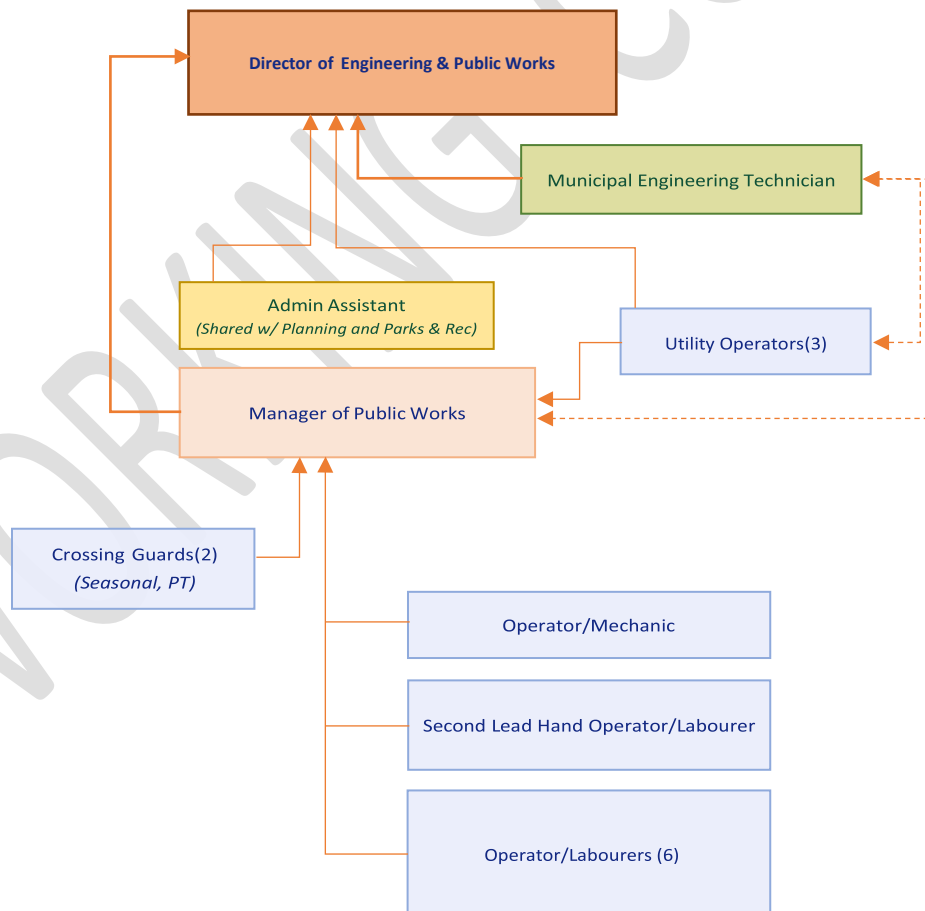 Director of Engineering & Public Works
Municipal Engineering Technician
Admin Assistant
(Shared w/ Planning and Parks & Rec)
Utility Operators(3)
Manager of Public Works
Crossing Guards(2)
(Seasonal, PT)
Operator/Mechanic
Second Lead Hand Operator/Labourer
Operator/Labourers (6)
WORKING